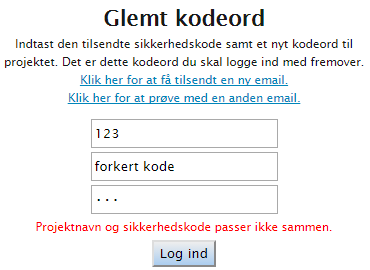 Glemt kodeord
Indtast den tilsendte sikkerhedskode samt et nyt kodeord til
projektet. Det er dette kodeord du skal logge ind med fremover.
Klik her for at få tilsendt en ny email.
Klik her for at prøve med en anden email.
123
forkert kode
...
Projektnavn og sikkerhedskode passer ikke sammen.
Log ind